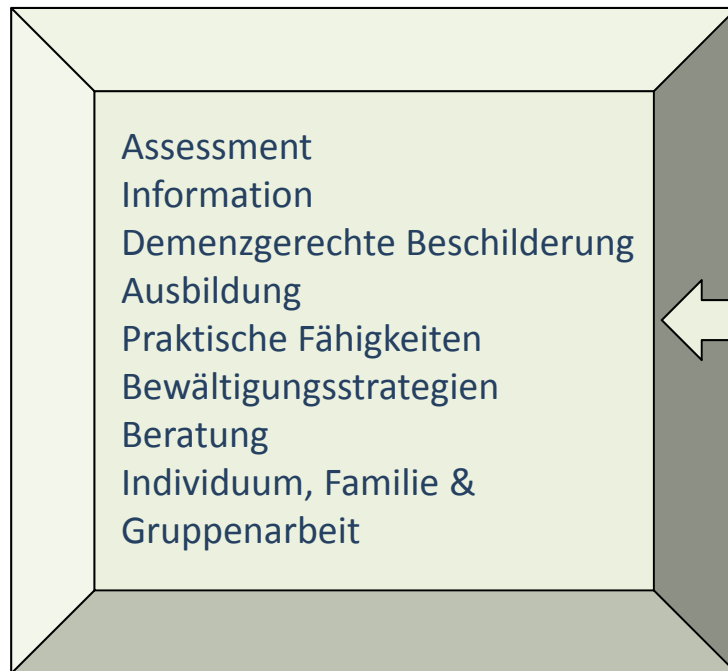 Assessment
Information
Demenzgerechte Beschilderung
Ausbildung
Praktische Fähigkeiten
Bewältigungsstrategien
Beratung
Individuum, Familie &
Gruppenarbeit